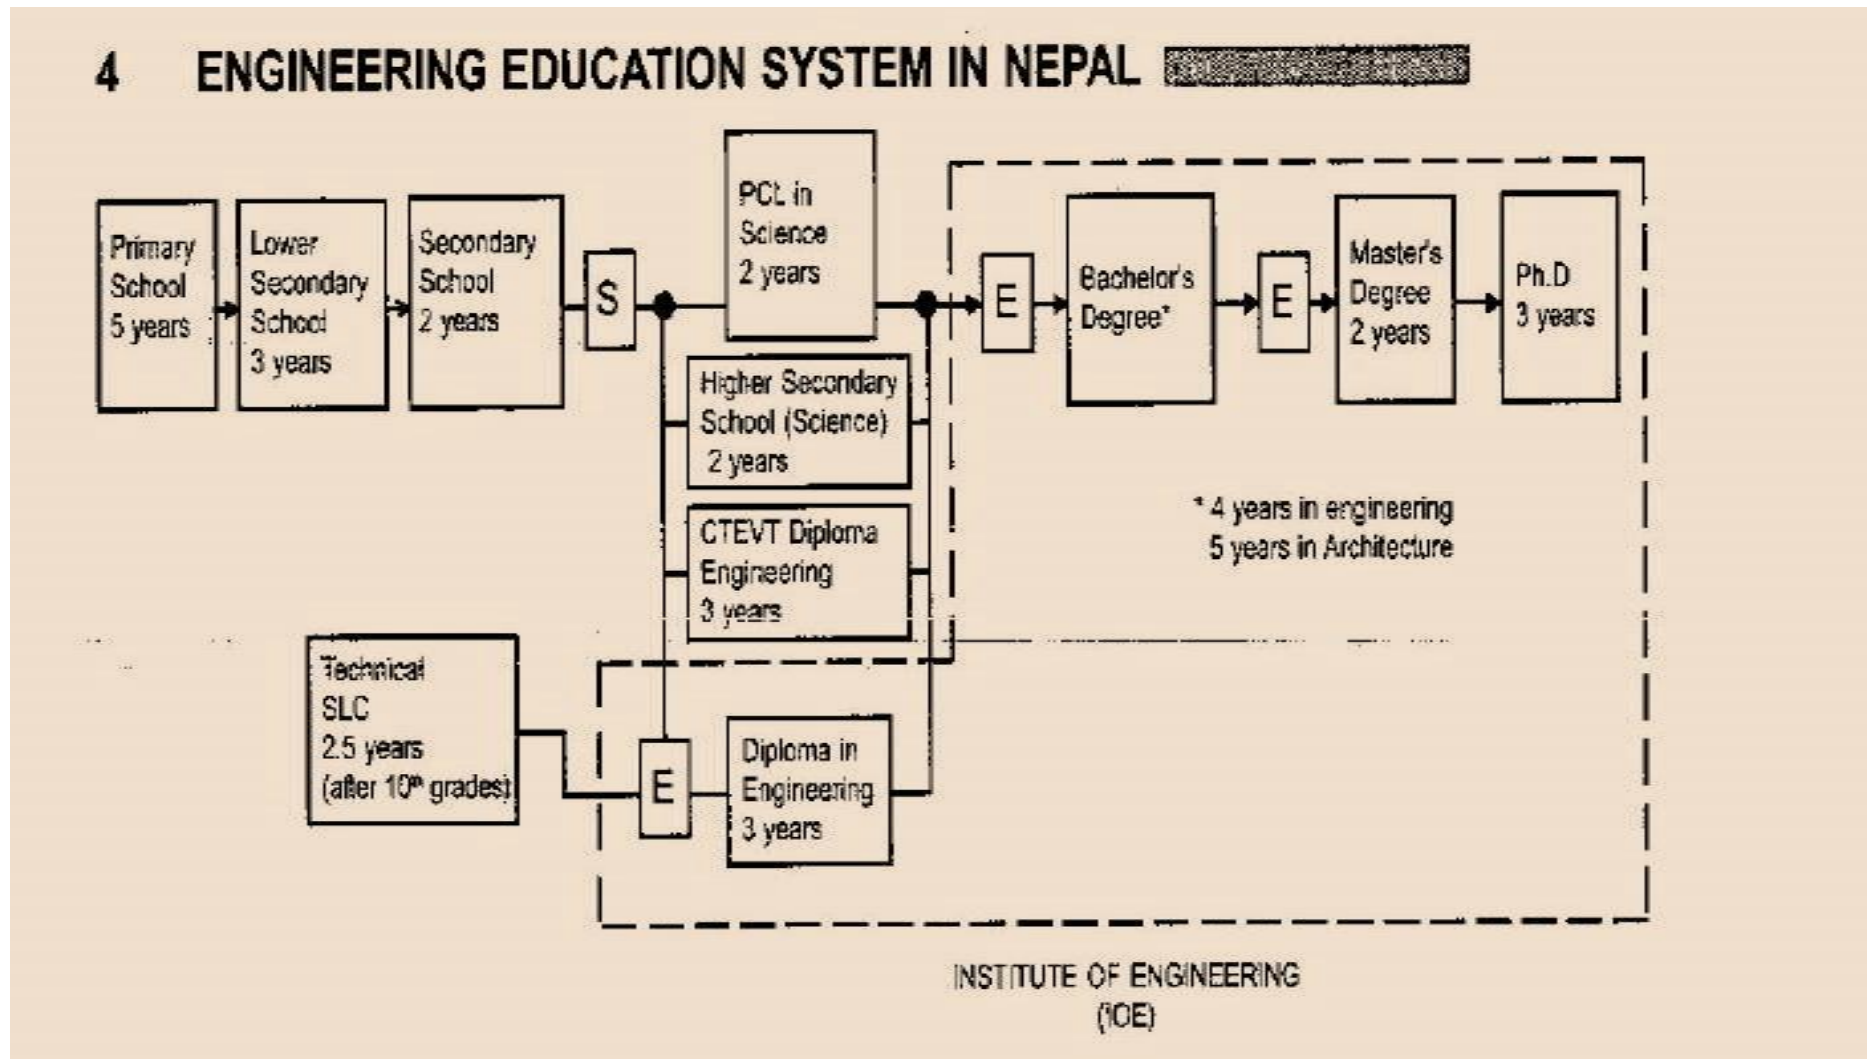 4 ENGINEERING EDUCATION SYSTEM IN NEPAL
Primary
School
5 years
Lower
Secondary
School
3 years
Secondary
School
2 years
S
PCL in
Science
2 years
Higher Secondary
School (Science)
2 years
CTEVT Diploma
Engineering
3 years
Technical
SLC
2.5 years
(after 10th grades)
E
Diploma in
Engineering
3 years
E
Bachelor's
Degree*
E
Master's
Degree
2 years
Ph.D
3 years
* 4 years in engineering
5 years in Architecture
INSTITUTE OF ENGINEERING
(IOE)